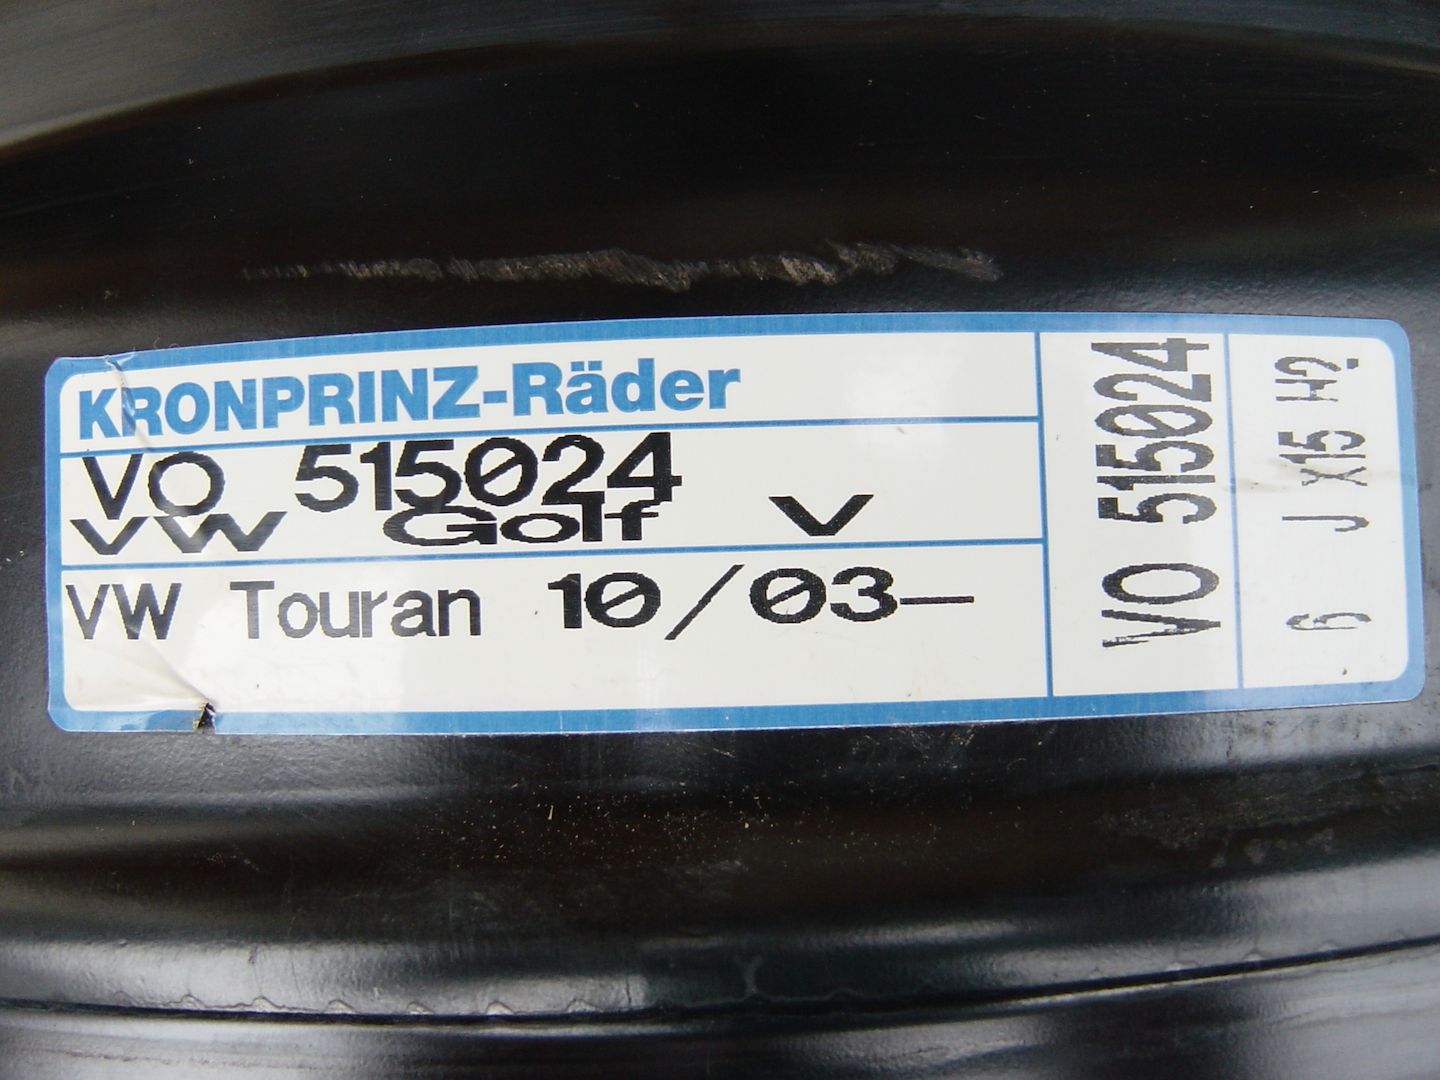 KRONPRINZ-Räder
VO 515024
VW Golf V
VW Touran 10/03—
VO 515024
6 J x15 H2